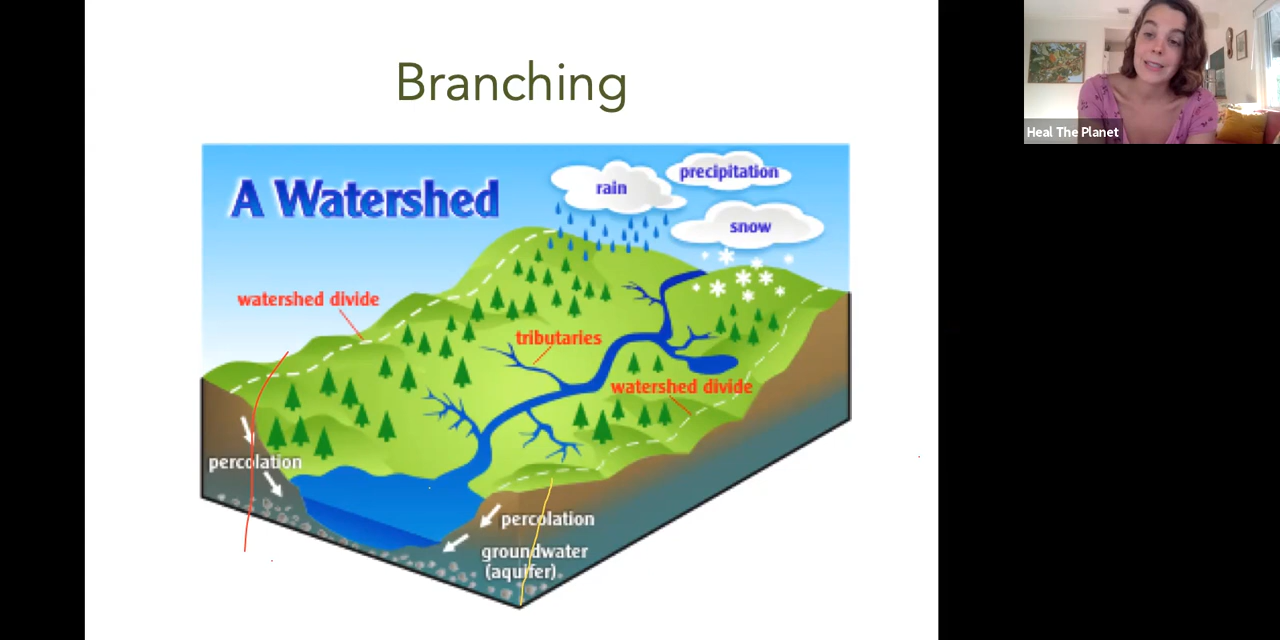 Branching
Heal The Planet
A Watershed
rain
precipitation
snow
watershed divide
tributaries
watershed divide
percolation
percolation
groundwater
(aquifer)